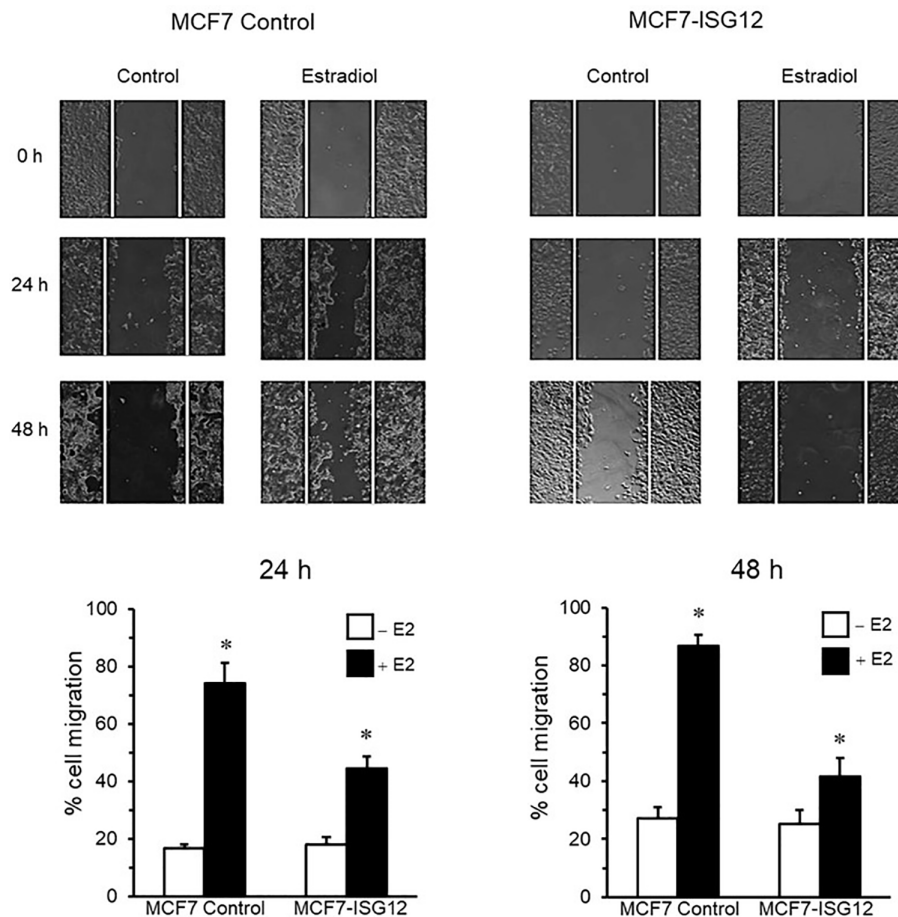 MCF7 Control MCF7-ISG12
Control Estradiol Control Estradiol
0 h
24 h
48 h
24 h
100
80
60
40
20
0
% cell migration
– E2
+ E2
*
*
MCF7 Control MCF7-ISG12
48 h
100
80
60
40
20
0
% cell migration
– E2
+ E2
*
*
MCF7 Control MCF7-ISG12